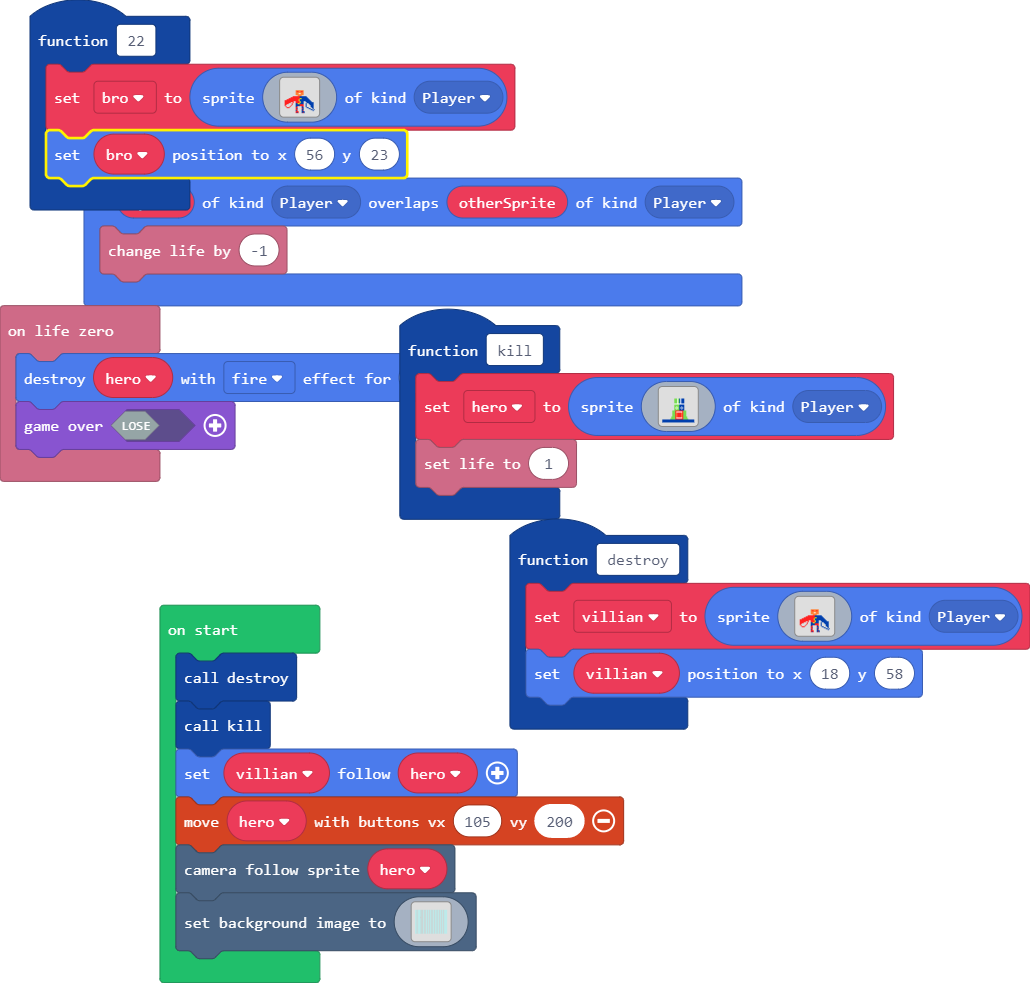 function 22
set bro to sprite of kind Player
set bro position to x 56 y 23
of kind Player overlaps otherSprite of kind Player
change life by -1
on life zero
destroy hero with fire effect for
game over LOSE
function kill
set hero to sprite of kind Player
set life to 1
function destroy
set villian to sprite of kind Player
set villian position to x 18 y 58
on start
call destroy
call kill
set villian follow hero
move hero with buttons vx 105 vy 200
camera follow sprite hero
set background image to